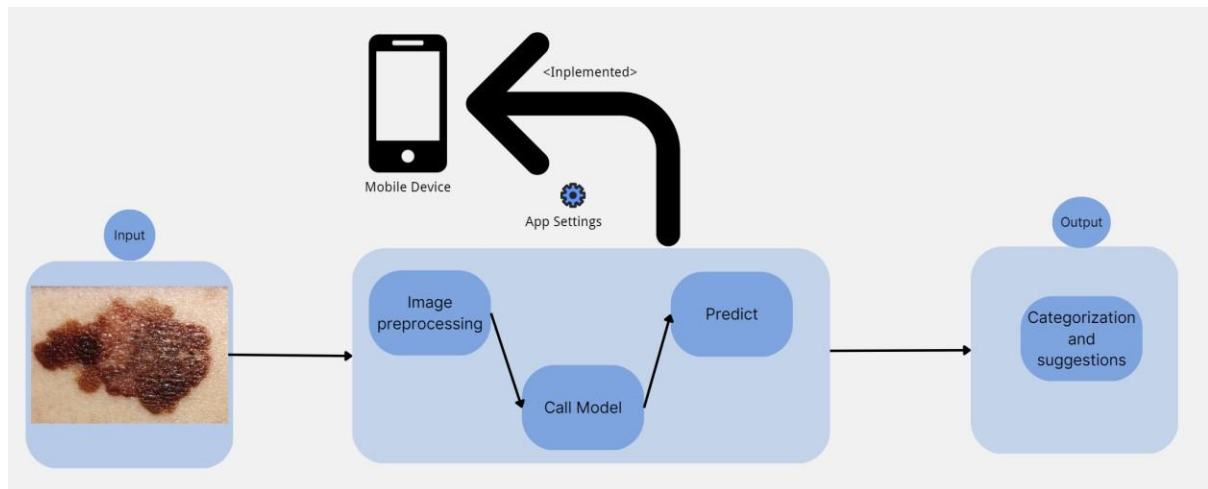 <Inplemented>
Mobile Device
App Settings
Input
Output
Image
preprocessing
Predict
Call Model
Categorization
and
suggestions